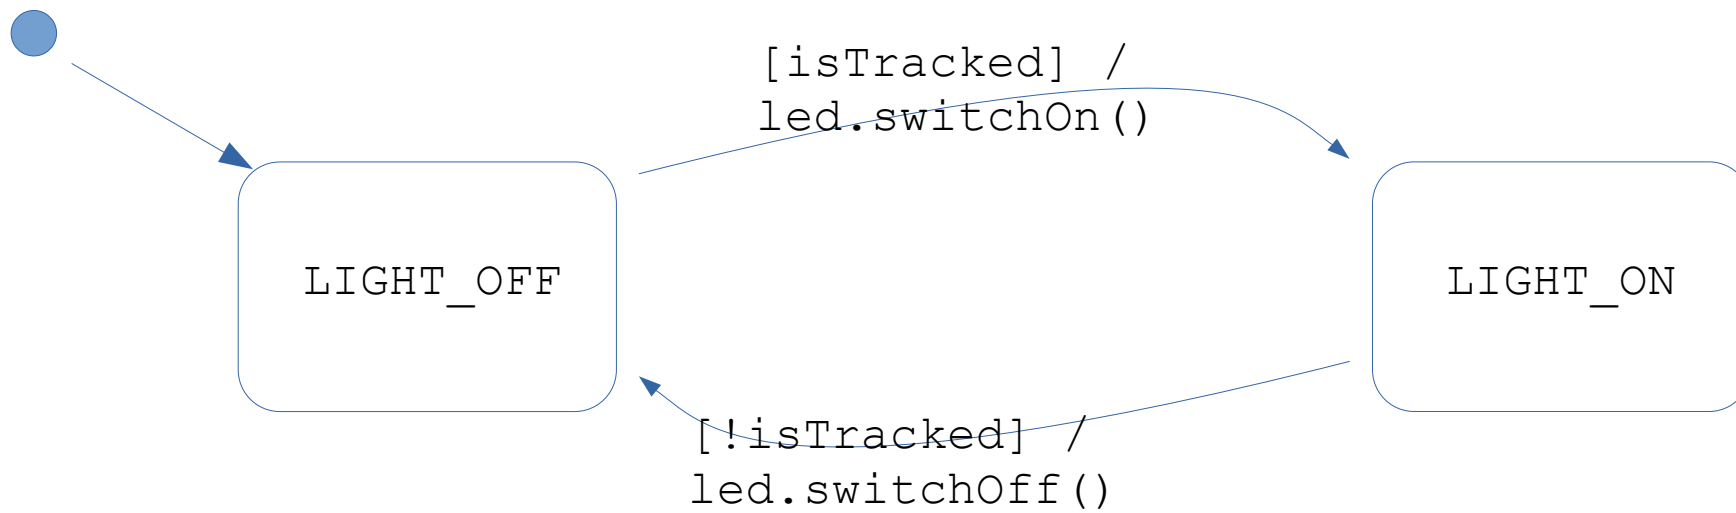 [isTracked] /
led.switchOn()
LIGHT_OFF
LIGHT_ON
[!isTracked] /
led.switchOff()